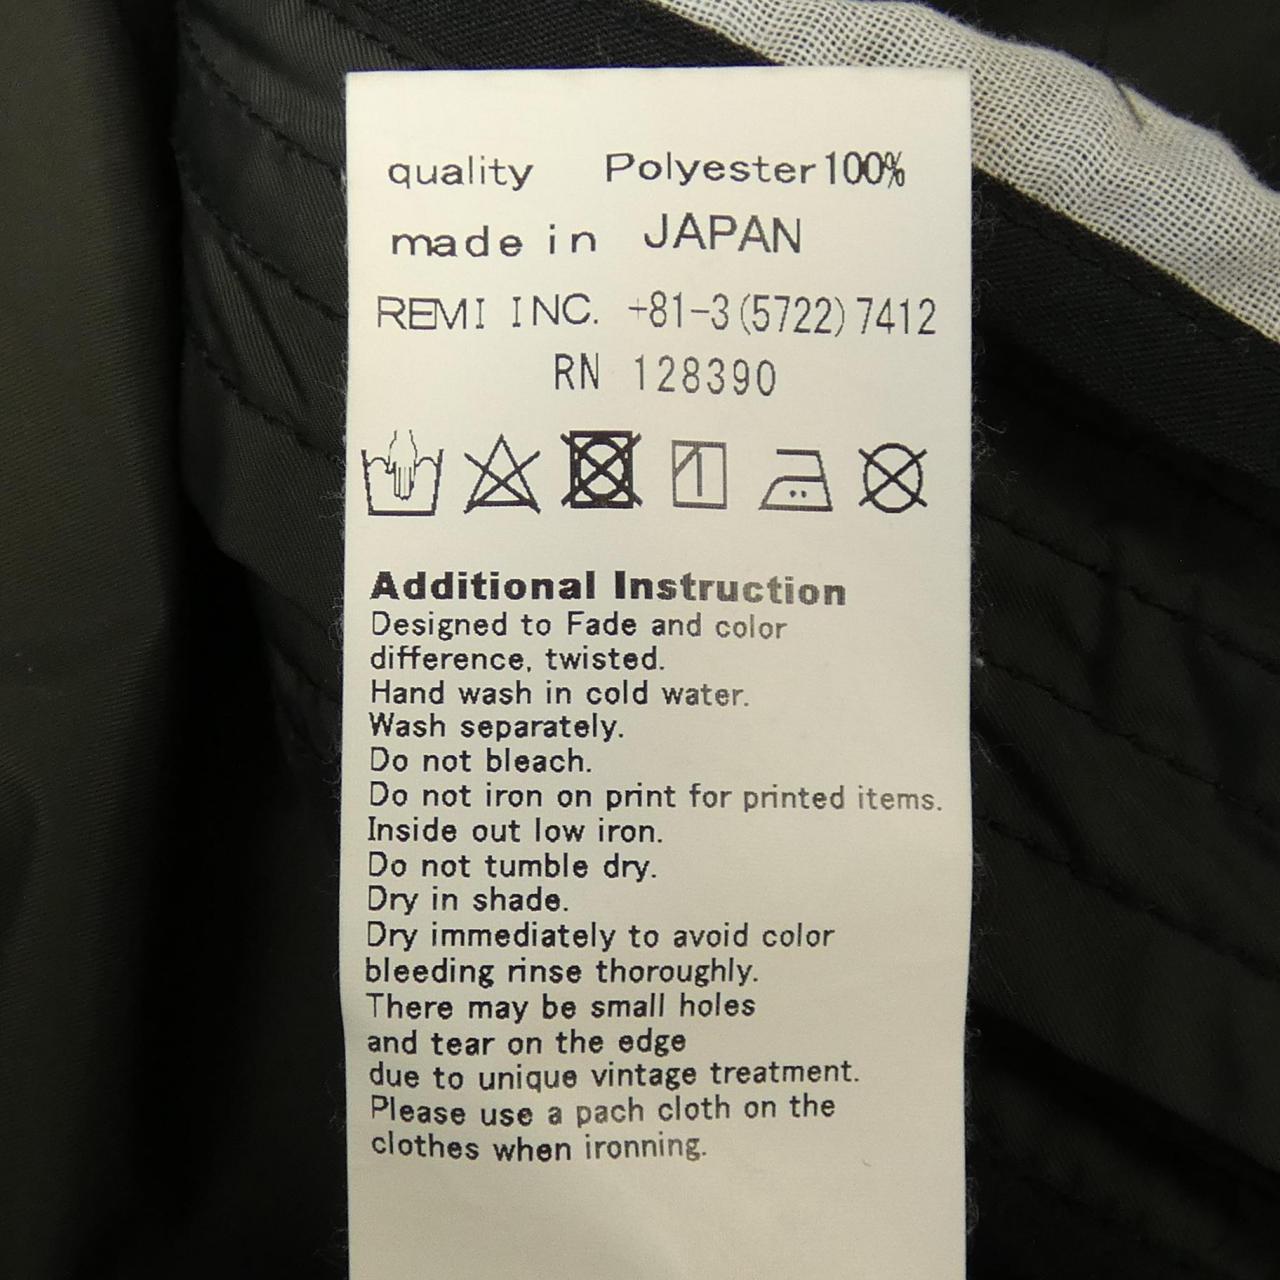 quality Polyester100%
made in JAPAN
REMI INC. +81-3(5722)7412
RN 128390
Additional Instruction
Designed to Fade and color
difference, twisted.
Hand wash in cold water.
Wash separately.
Do not bleach.
Do not iron on print for printed items.
Inside out low iron.
Do not tumble dry.
Dry in shade.
Dry immediately to avoid color
bleeding rinse thoroughly.
There may be small holes
and tear on the edge
due to unique vintage treatment.
Please use a pach cloth on the
clothes when ironning.